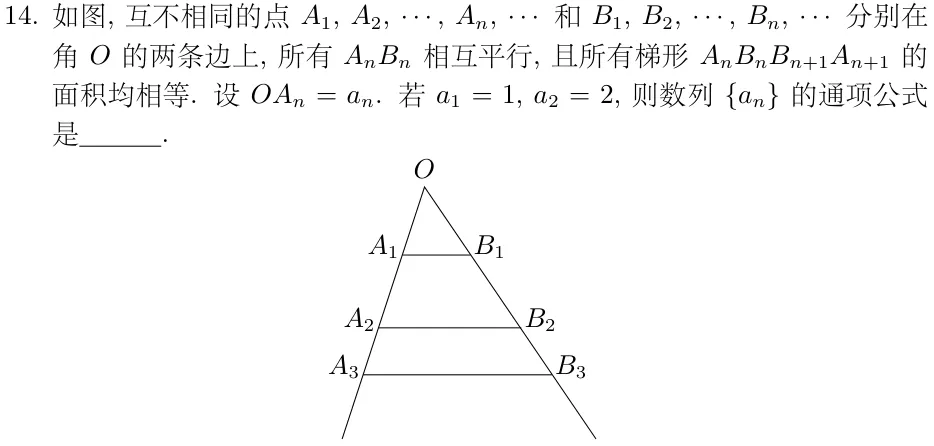 14. 如图, 互不相同的点 A₁, A₂, ⋯, Aₙ, ⋯ 和 B₁, B₂, ⋯, Bₙ, ⋯ 分别在
角 O 的两条边上, 所有 AₙBₙ 相互平行, 且所有梯形 AₙBₙBₙ₊₁Aₙ₊₁ 的
面积均相等. 设 OAₙ = aₙ. 若 a₁ = 1, a₂ = 2, 则数列 {aₙ} 的通项公式
是______.
O
A₁ B₁
A₂ B₂
A₃ B₃